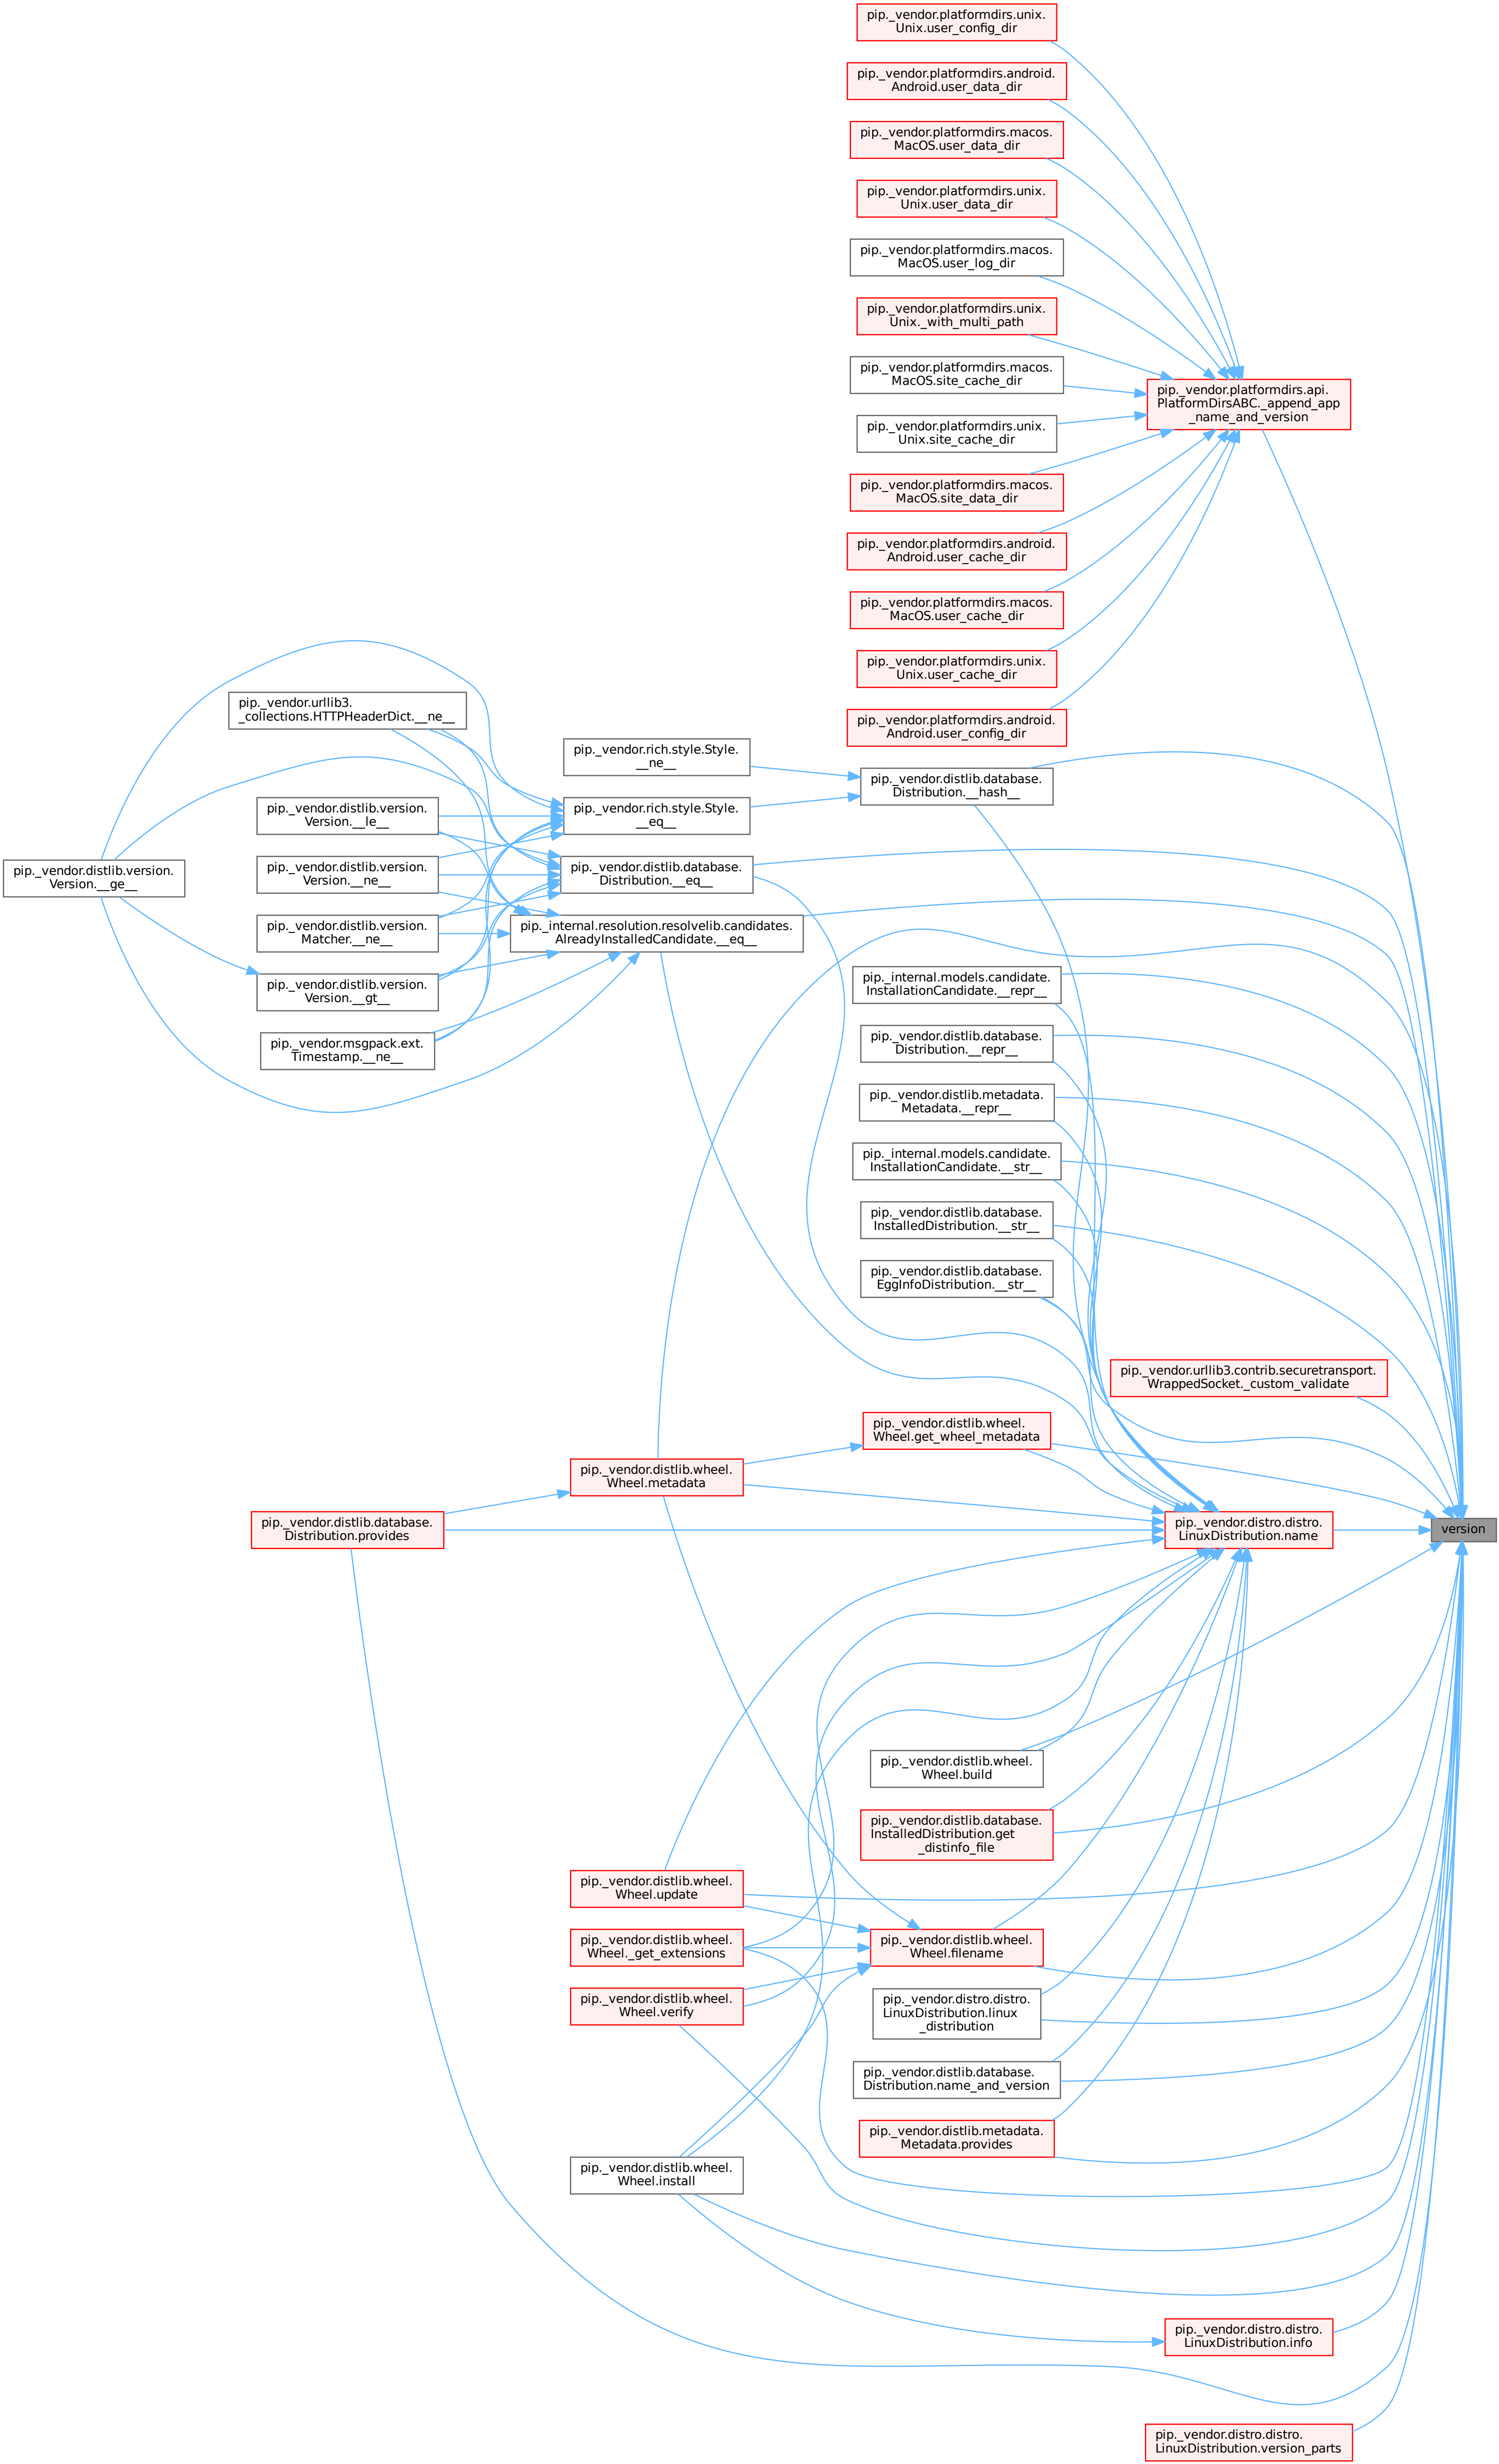 pip._vendor.platformdirs.unix.
Unix.user_config_dir
pip._vendor.platformdirs.android.
Android.user_data_dir
pip._vendor.platformdirs.macos.
MacOS.user_data_dir
pip._vendor.platformdirs.unix.
Unix.user_data_dir
pip._vendor.platformdirs.macos.
MacOS.user_log_dir
pip._vendor.platformdirs.unix.
Unix._with_multi_path
pip._vendor.platformdirs.macos.
MacOS.site_cache_dir
pip._vendor.platformdirs.api.
PlatformDirsABC._append_app
_name_and_version
pip._vendor.platformdirs.unix.
Unix.site_cache_dir
pip._vendor.platformdirs.macos.
MacOS.site_data_dir
pip._vendor.platformdirs.android.
Android.user_cache_dir
pip._vendor.platformdirs.macos.
MacOS.user_cache_dir
pip._vendor.platformdirs.unix.
Unix.user_cache_dir
pip._vendor.platformdirs.android.
Android.user_config_dir
pip._vendor.urllib3.
_collections.HTTPHeaderDict.__ne__
pip._vendor.rich.style.Style.
__ne__
pip._vendor.distlib.database.
Distribution.__hash__
pip._vendor.distlib.version.
Version.__le__
pip._vendor.rich.style.Style.
__eq__
pip._vendor.distlib.version.
Version.__ge__
pip._vendor.distlib.version.
Version.__ne__
pip._vendor.distlib.database.
Distribution.__eq__
pip._vendor.distlib.version.
Matcher.__ne__
pip._internal.resolution.resolvelib.candidates.
AlreadyInstalledCandidate.__eq__
pip._vendor.distlib.version.
Version.__gt__
pip._internal.models.candidate.
InstallationCandidate.__repr__
pip._vendor.msgpack.ext.
Timestamp.__ne__
pip._vendor.distlib.database.
Distribution.__repr__
pip._vendor.distlib.metadata.
Metadata.__repr__
pip._internal.models.candidate.
InstallationCandidate.__str__
pip._vendor.distlib.database.
InstalledDistribution.__str__
pip._vendor.distlib.database.
EggInfoDistribution.__str__
pip._vendor.urllib3.contrib.securetransport.
WrappedSocket._custom_validate
pip._vendor.distlib.wheel.
Wheel.get_wheel_metadata
pip._vendor.distlib.wheel.
Wheel.metadata
pip._vendor.distlib.database.
Distribution.provides
pip._vendor.distro.distro.
LinuxDistribution.name
version
pip._vendor.distlib.wheel.
Wheel.build
pip._vendor.distlib.database.
InstalledDistribution.get
_distinfo_file
pip._vendor.distlib.wheel.
Wheel.update
pip._vendor.distlib.wheel.
Wheel._get_extensions
pip._vendor.distlib.wheel.
Wheel.filename
pip._vendor.distlib.wheel.
Wheel.verify
pip._vendor.distro.distro.
LinuxDistribution.linux
_distribution
pip._vendor.distlib.database.
Distribution.name_and_version
pip._vendor.distlib.metadata.
Metadata.provides
pip._vendor.distlib.wheel.
Wheel.install
pip._vendor.distro.distro.
LinuxDistribution.info
pip._vendor.distro.distro.
LinuxDistribution.version_parts